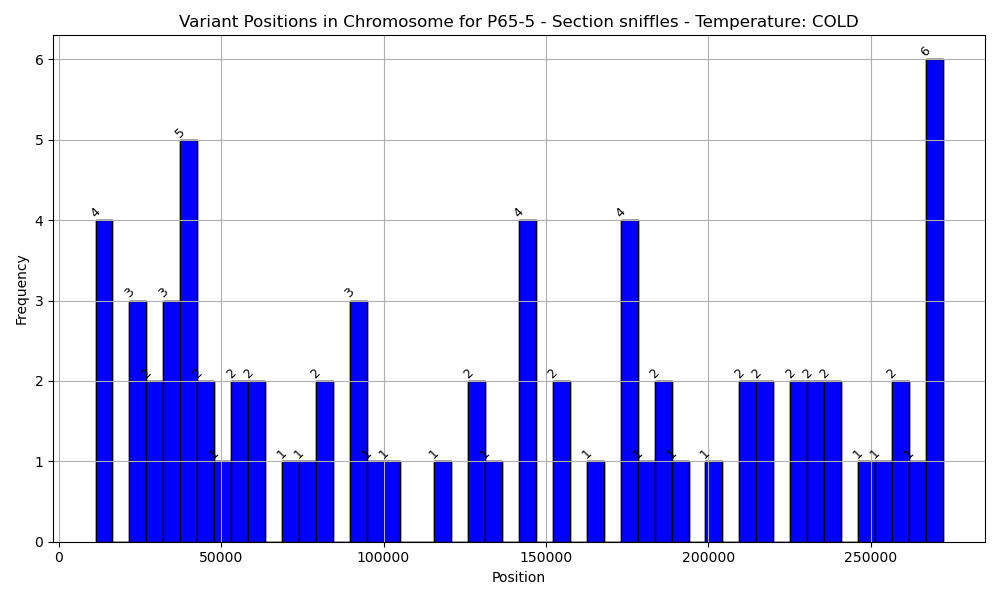 Variant Positions in Chromosome for P65-5 - Section sniffles - Temperature: COLD
6 6
5 5
4 4 4 4
3 3 3 3
2 2 2 2 2 2 2 2 2 2 2 2 2 2 2
1 1 1 1 1 1 1 1 1 1 1 1 1 1 1
0
Frequency
0 50000 100000 150000 200000 250000
Position